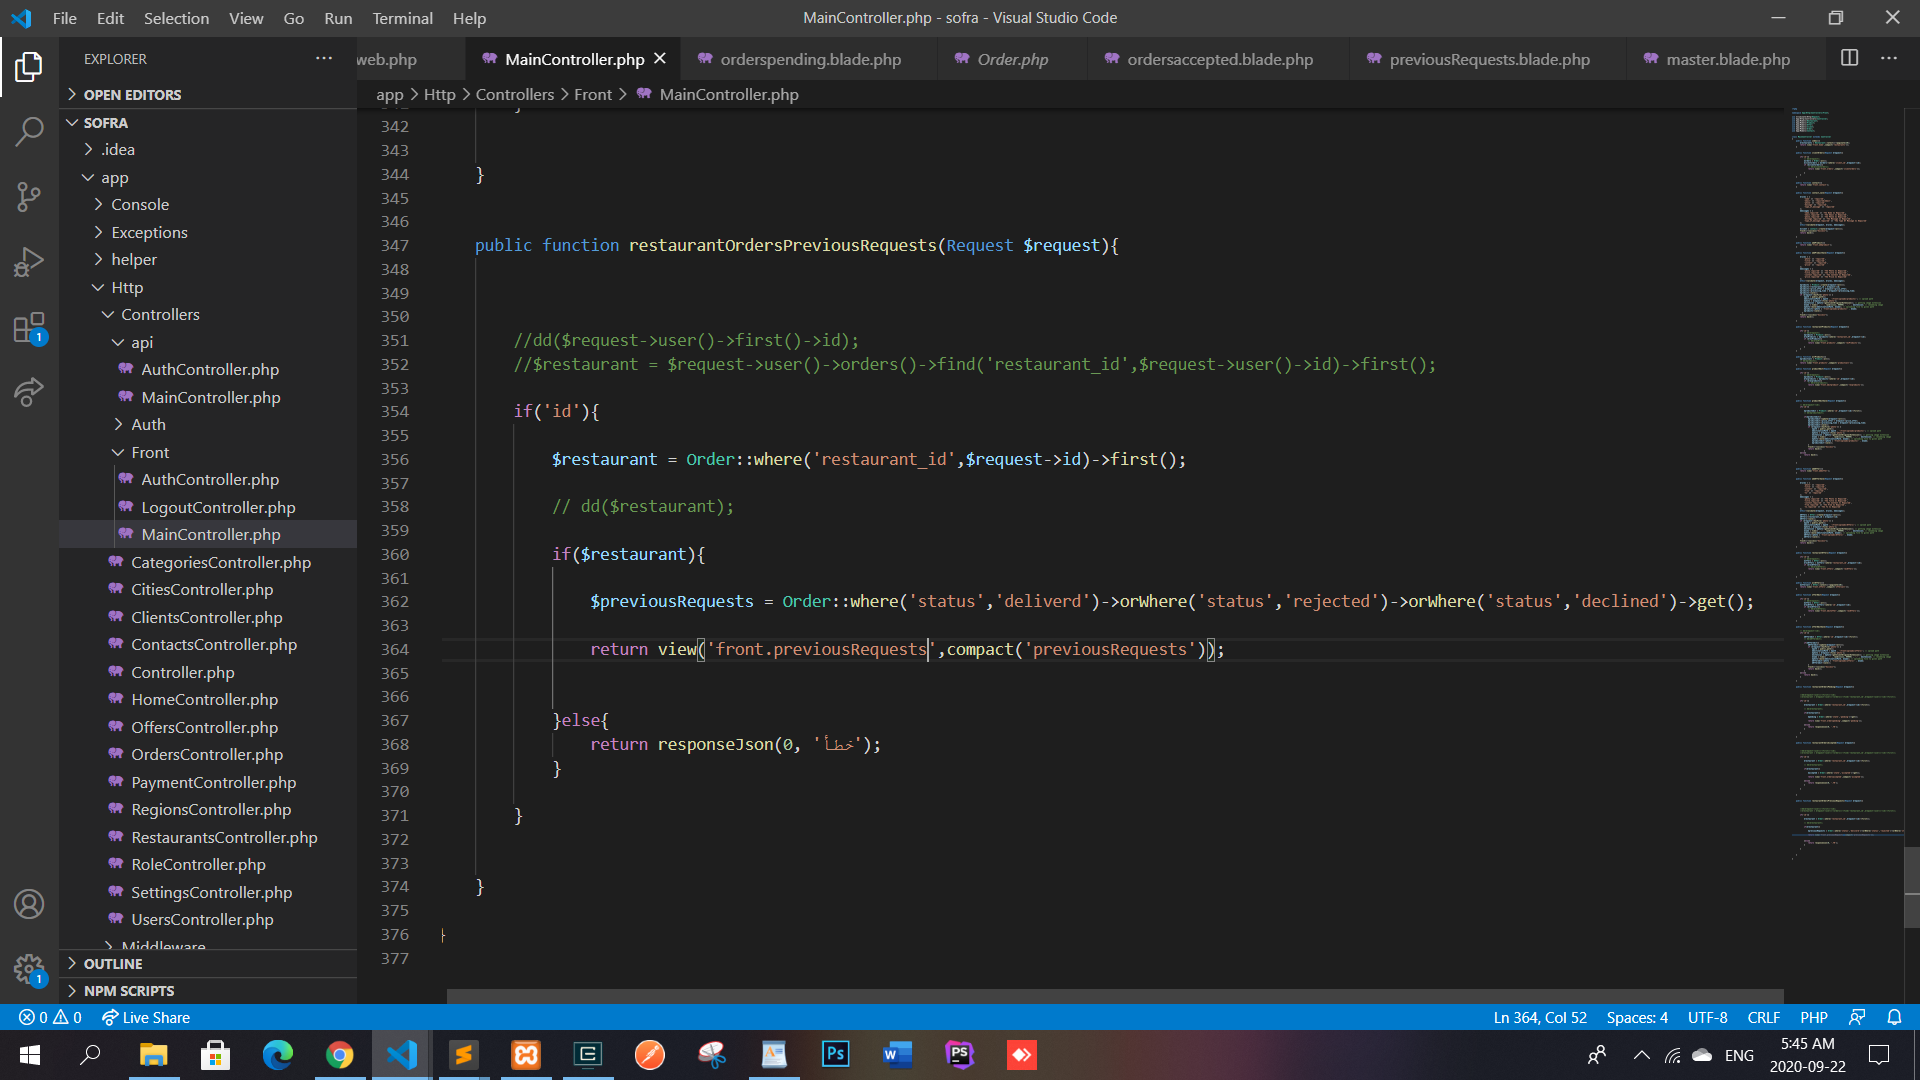 File Edit Selection View Go Run Terminal Help
MainController.php - sofra - Visual Studio Code
EXPLORER
web.php MainController.php orderspending.blade.php Order.php ordersaccepted.blade.php previousRequests.blade.php master.blade.php
app > Http > Controllers > Front > MainController.php
OPEN EDITORS
SOFRA
.idea
app
Console
Exceptions
helper
Http
Controllers
api
AuthController.php
MainController.php
Auth
Front
AuthController.php
LogoutController.php
MainController.php
CategoriesController.php
CitiesController.php
ClientsController.php
ContactsController.php
Controller.php
HomeController.php
OffersController.php
OrdersController.php
PaymentController.php
RegionsController.php
RestaurantsController.php
RoleController.php
SettingsController.php
UsersController.php
Middleware
OUTLINE
NPM SCRIPTS
1
1
342
343
344 }
345
346
347 public function restaurantOrdersPreviousRequests(Request $request){
348
349
350
351 //dd($request->user()->first()->id);
352 //$restaurant = $request->user()->orders()->find('restaurant_id',$request->user()->id)->first();
353
354 if('id'){
355
356 $restaurant = Order::where('restaurant_id',$request->id)->first();
357
358 // dd($restaurant);
359
360 if($restaurant){
361
362 $previousRequests = Order::where('status','deliverd')->orWhere('status','rejected')->orWhere('status','declined')->get();
363
364 return view('front.previousRequests',compact('previousRequests'));
365
366
367 }else{
368 return responseJson(0, 'خطأ');
369 }
370
371 }
372
373
374 }
375
376 }
377
0 0 Live Share
Ln 364, Col 52 Spaces: 4 UTF-8 CRLF PHP
Ps W PS
ENG
5:45 AM
2020-09-22